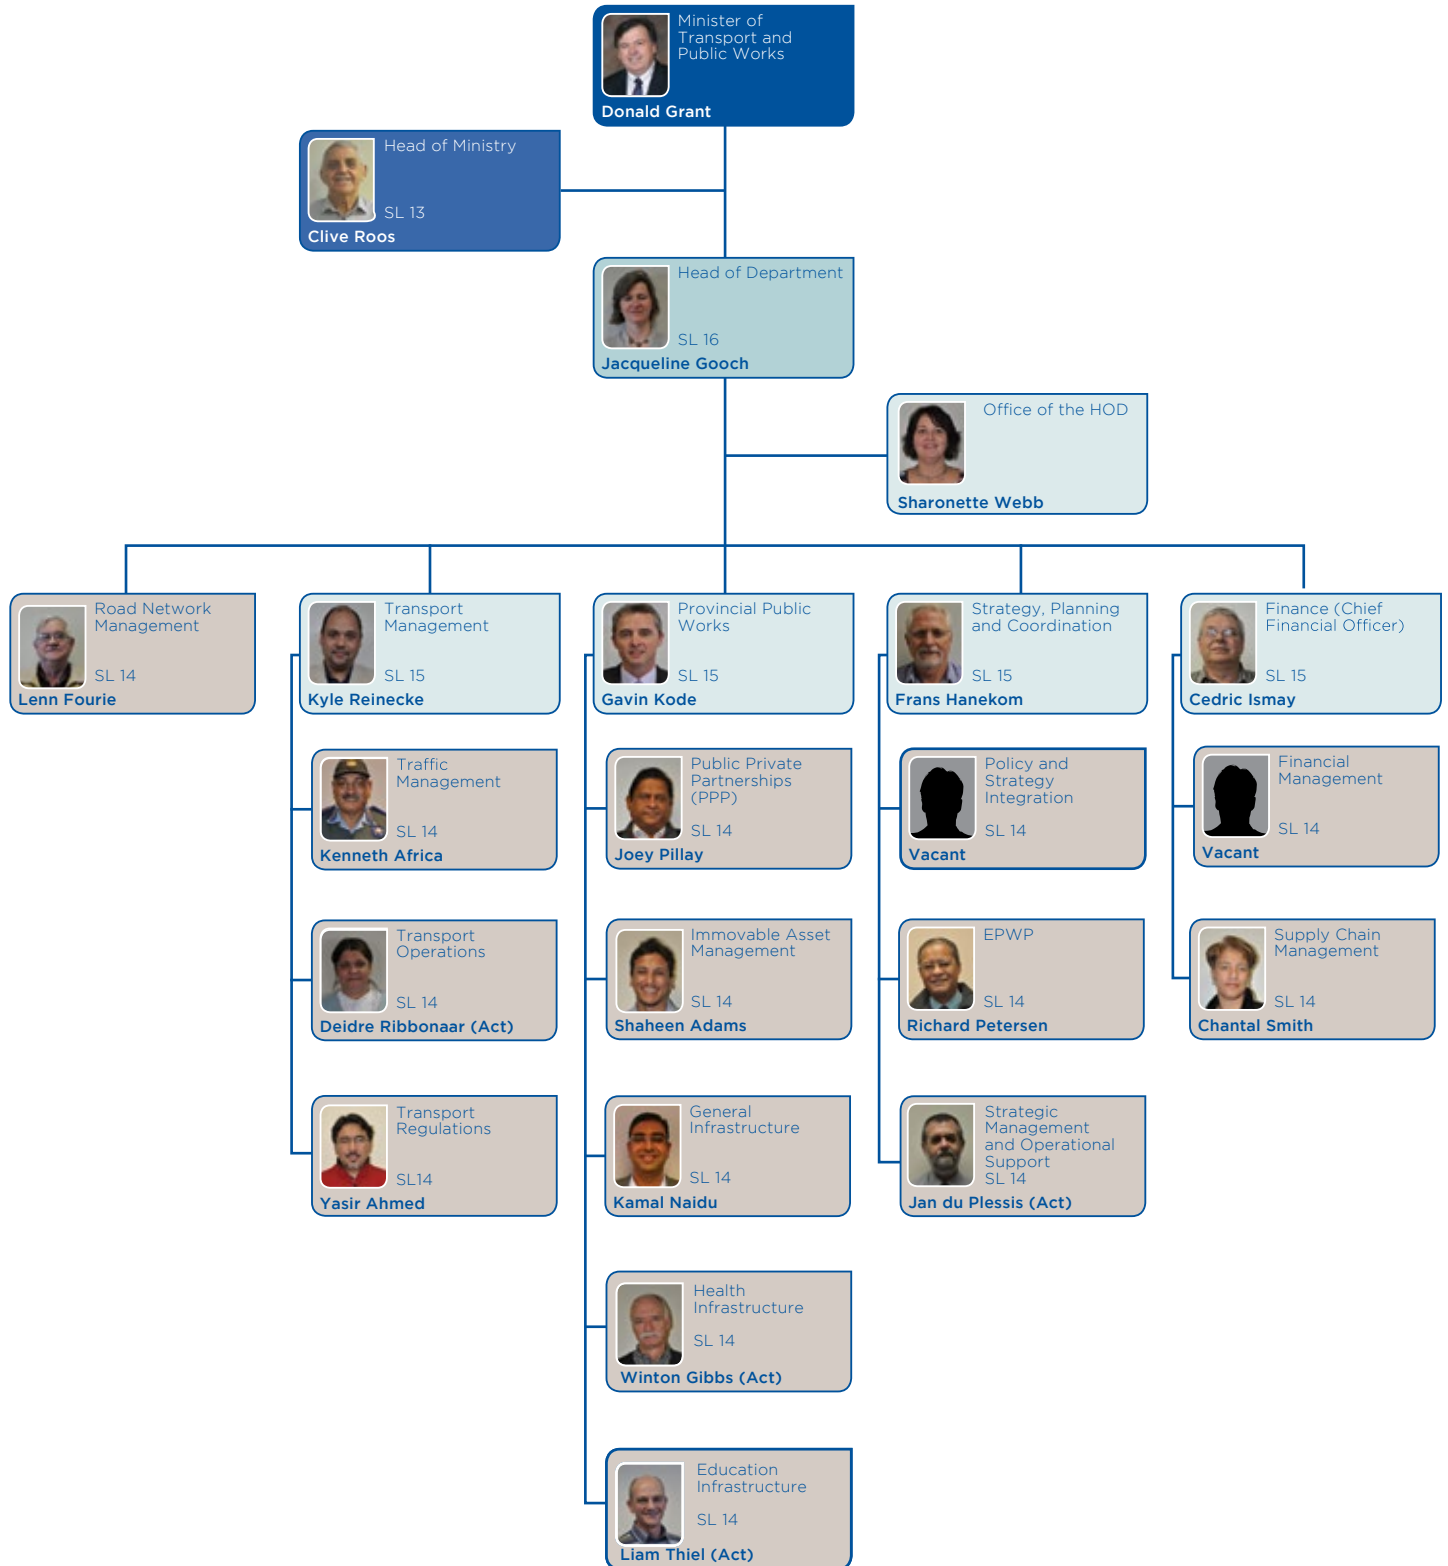 Minister of
Transport and
Public Works
Donald Grant
Head of Ministry
SL 13
Clive Roos
Head of Department
SL 16
Jacqueline Gooch
Office of the HOD
Sharonette Webb
Road Network
Management
SL 14
Lenn Fourie
Transport
Management
SL 15
Kyle Reinecke
Provincial Public
Works
SL 15
Gavin Kode
Strategy, Planning
and Coordination
SL 15
Frans Hanekom
Finance (Chief
Financial Officer)
SL 15
Cedric Ismay
Traffic
Management
SL 14
Kenneth Africa
Public Private
Partnerships
(PPP)
SL 14
Joey Pillay
Policy and
Strategy
Integration
SL 14
Vacant
Financial
Management
SL 14
Vacant
Transport
Operations
SL 14
Deidre Ribbonaar (Act)
Immovable Asset
Management
SL 14
Shaheen Adams
EPWP
SL 14
Richard Petersen
Supply Chain
Management
SL 14
Chantal Smith
Transport
Regulations
SL14
Yasir Ahmed
General
Infrastructure
SL 14
Kamal Naidu
Strategic
Management
and Operational
Support
SL 14
Jan du Plessis (Act)
Health
Infrastructure
SL 14
Winton Gibbs (Act)
Education
Infrastructure
SL 14
Liam Thiel (Act)